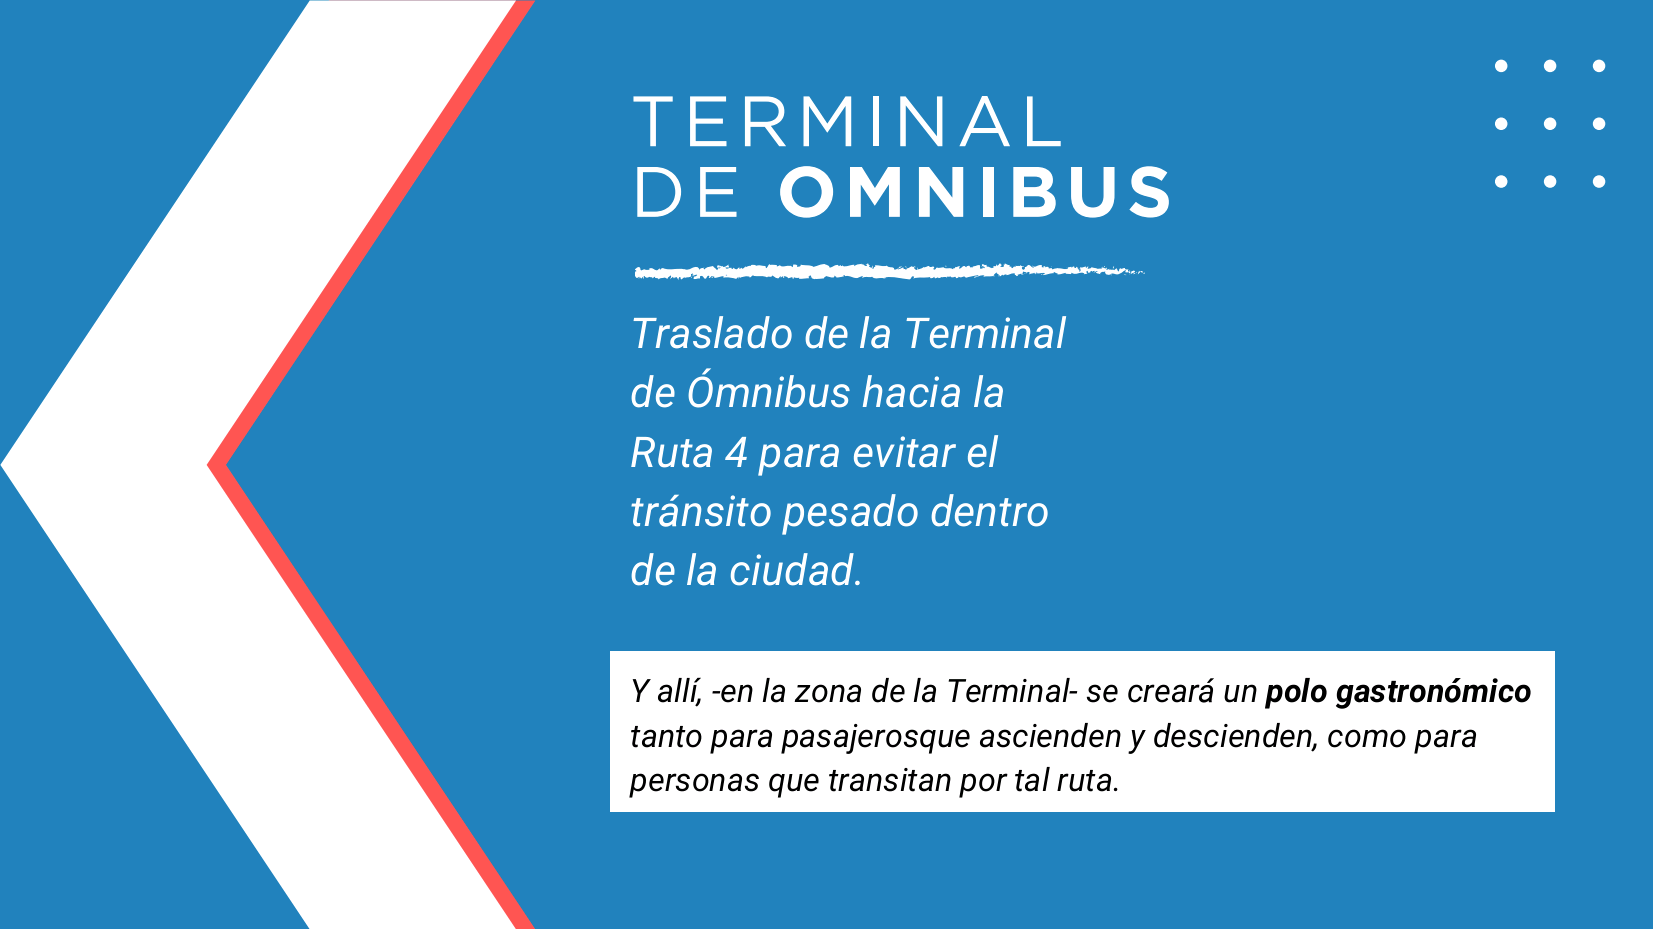 TERMINAL
DE OMNIBUS
Traslado de la Terminal
de Ómnibus hacia la
Ruta 4 para evitar el
tránsito pesado dentro
de la ciudad.
Y allí, -en la zona de la Terminal- se creará un polo gastronómico
tanto para pasajerosque ascienden y descienden, como para
personas que transitan por tal ruta.